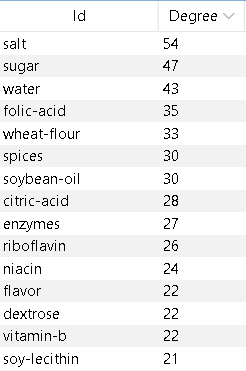 Id Degree
salt 54
sugar 47
water 43
folic-acid 35
wheat-flour 33
spices 30
soybean-oil 30
citric-acid 28
enzymes 27
riboflavin 26
niacin 24
flavor 22
dextrose 22
vitamin-b 22
soy-lecithin 21